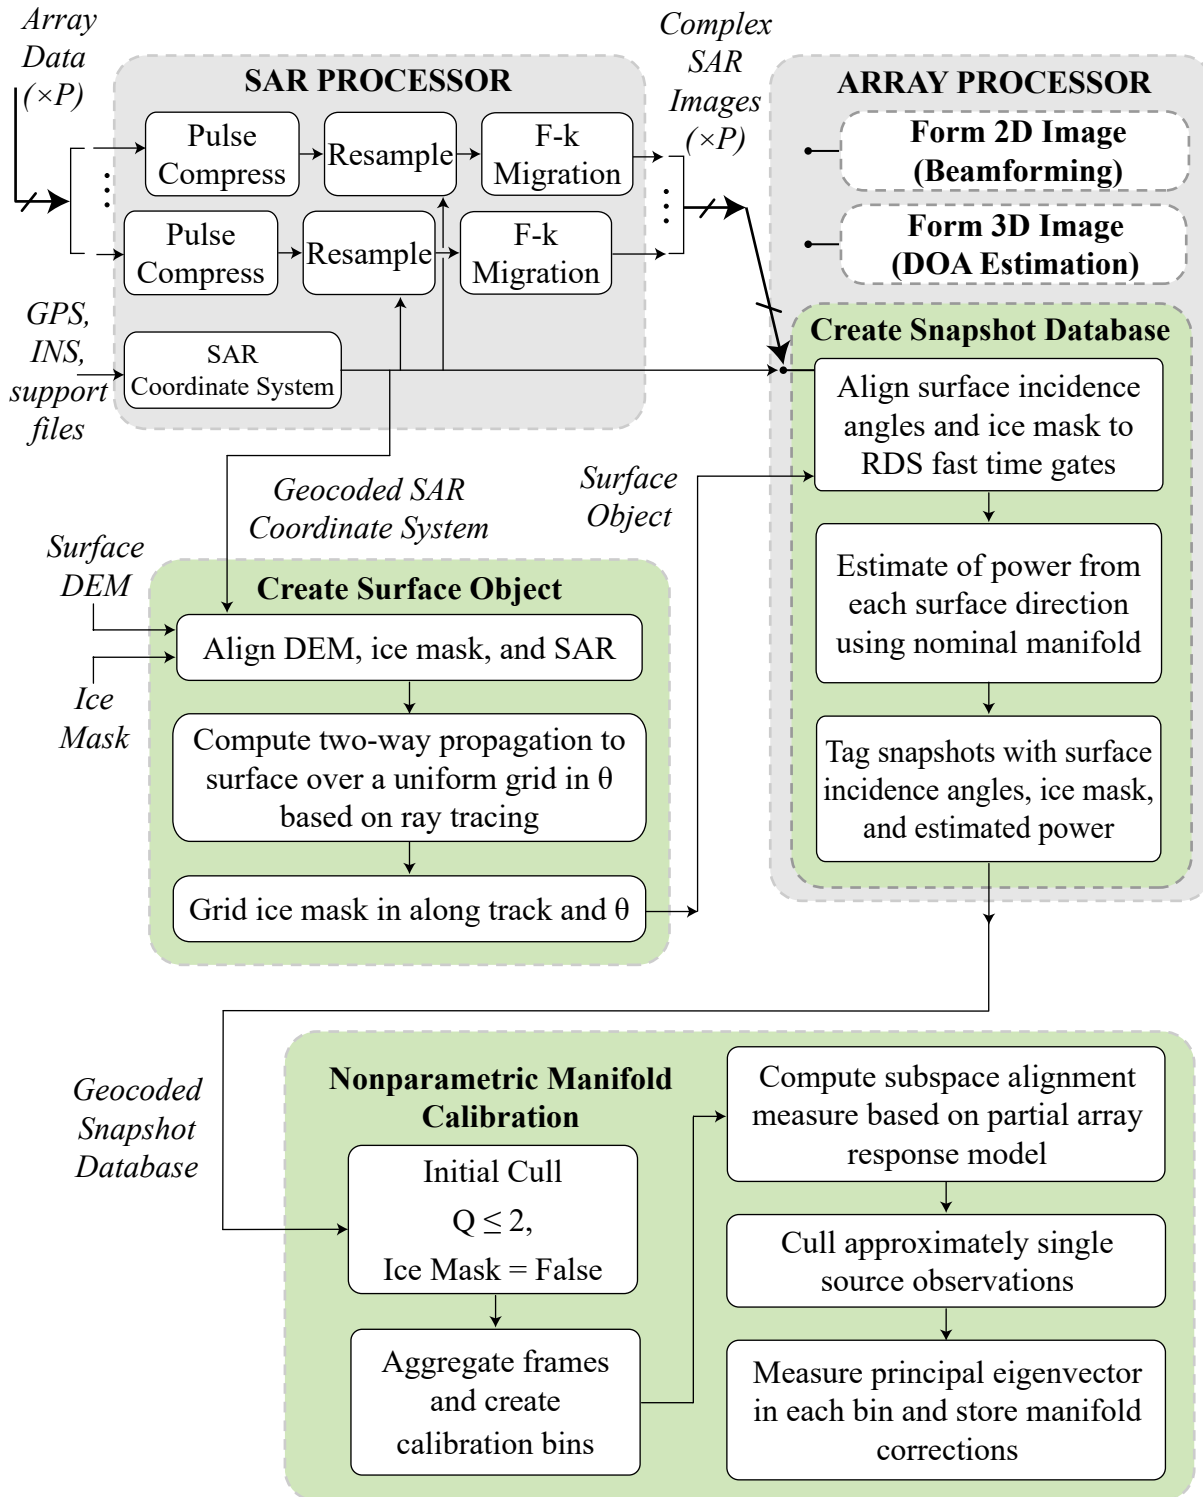 Array
Data
(×P)
SAR PROCESSOR
Pulse
Compress
Resample
F-k
Migration
Pulse
Compress
Resample
F-k
Migration
GPS,
INS,
support
files
SAR
Coordinate System
Complex
SAR
Images
(×P)
ARRAY PROCESSOR
Form 2D Image
(Beamforming)
Form 3D Image
(DOA Estimation)
Create Snapshot Database
Align surface incidence
angles and ice mask to
RDS fast time gates
Estimate of power from
each surface direction
using nominal manifold
Tag snapshots with surface
incidence angles, ice mask,
and estimated power
Geocoded SAR
Coordinate System
Surface
Object
Surface
DEM
Ice
Mask
Create Surface Object
Align DEM, ice mask, and SAR
Compute two-way propagation to
surface over a uniform grid in θ
based on ray tracing
Grid ice mask in along track and θ
Geocoded
Snapshot
Database
Nonparametric Manifold
Calibration
Initial Cull
Q ≤ 2,
Ice Mask = False
Aggregate frames
and create
calibration bins
Compute subspace alignment
measure based on partial array
response model
Cull approximately single
source observations
Measure principal eigenvector
in each bin and store manifold
corrections